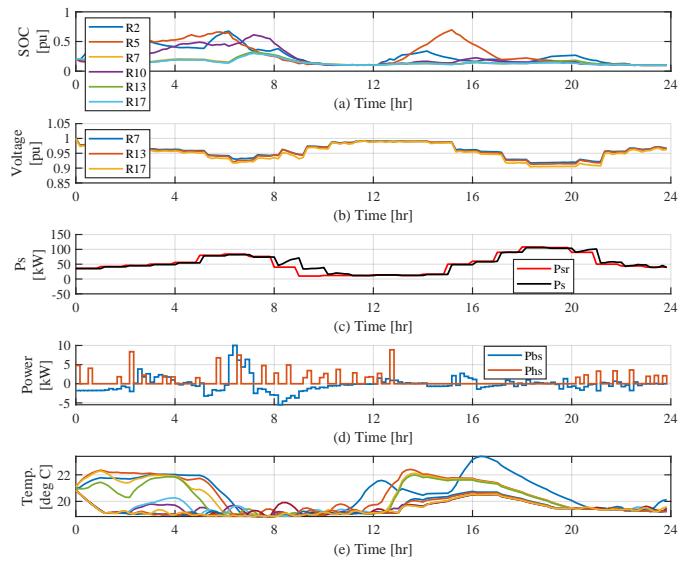 1
0.5
0
SOC
[pu]
R2
R5
R7
R10
R13
R17
0 4 8 12 16 20 24
(a) Time [hr]
1
0.95
0.9
0.85
Voltage
[pu]
R7
R13
R17
0 4 8 12 16 20 24
(b) Time [hr]
150
100
50
0
-50
Ps
[kW]
Psr
Ps
0 4 8 12 16 20 24
(c) Time [hr]
10
5
0
-5
Power
[kW]
Pbs
Phs
0 4 8 12 16 20 24
(d) Time [hr]
22
20
Temp.
[deg C]
0 4 8 12 16 20 24
(e) Time [hr]